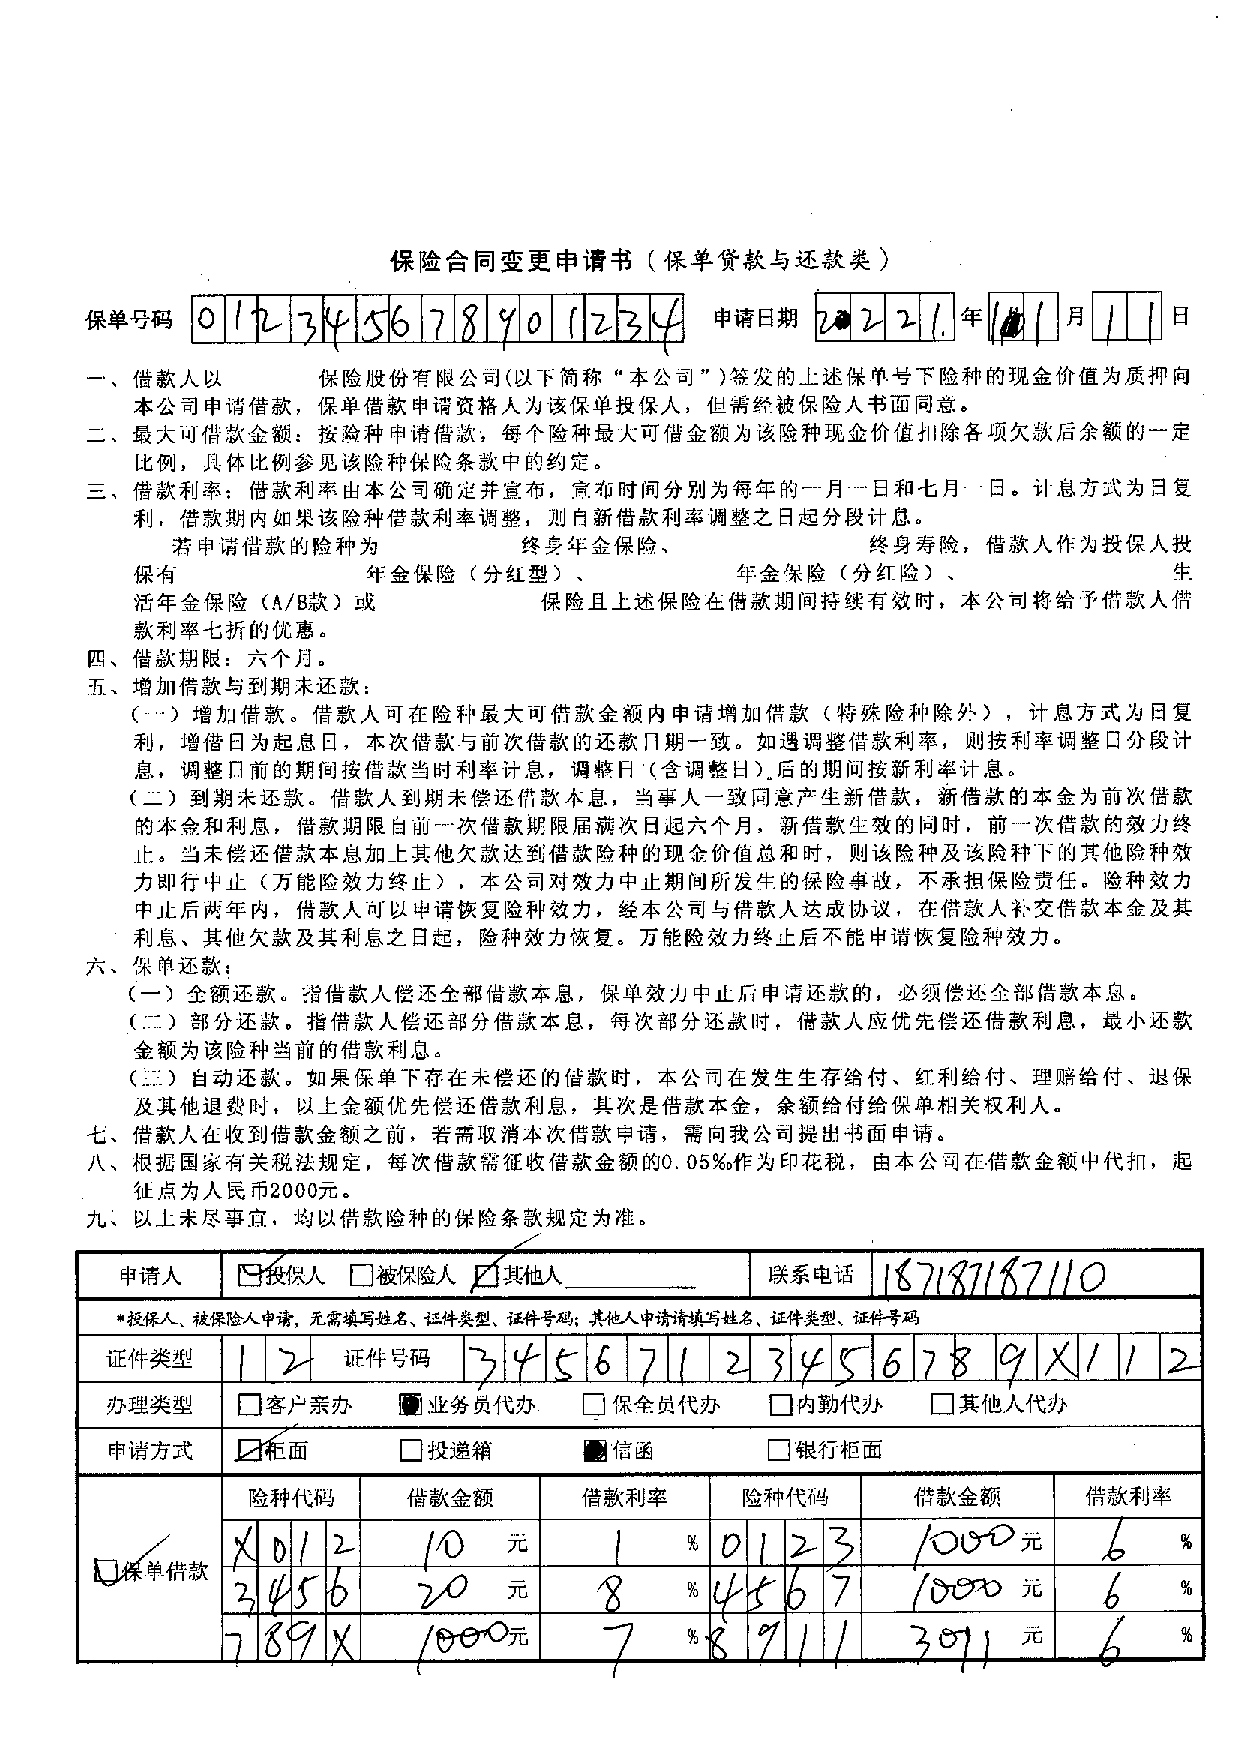 保险合同变更申请书（保单贷款与还款类）
保单号码 012345678901234 申请日期 2 221年 1 1月11日
一、借款人以 保险股份有限公司(以下简称“本公司”)签发的上述保单号下险种的现金价值为质押向
本公司申请借款，保单借款申请资格人为该保单投保人，但需经被保险人书面同意。
二、最大可借款金额：按险种申请借款，每个险种最大可借金额为该险种现金价值扣除各项欠款后余额的一定
比例，具体比例参见该险种保险条款中的约定。
三、借款利率：借款利率由本公司确定并宣布，宣布时间分别为每年的一月一日和七月一日。计息方式为日复
利，借款期内如果该险种借款利率调整，则自新借款利率调整之日起分段计息。
若申请借款的险种为 终身年金保险、 终身寿险，借款人作为投保人投
保有 年金保险（分红型）、 年金保险（分红险）、 生
活年金保险（A/B款）或 保险且上述保险在借款期间持续有效时，本公司将给予借款人借
款利率七折的优惠。
四、借款期限：六个月。
五、增加借款与到期未还款：
（一）增加借款。借款人可在险种最大可借款金额内申请增加借款（特殊险种除外），计息方式为日复
利，增借日为起息日，本次借款与前次借款的还款日期一致。如遇调整借款利率，则按利率调整日分段计
息，调整日前的期间按借款当时利率计息，调整日（含调整日）后的期间按新利率计息。
（二）到期未还款。借款人到期未偿还借款本息，当事人一致同意产生新借款，新借款的本金为前次借款
的本金和利息，借款期限自前一次借款期限届满次日起六个月，新借款生效的同时，前一次借款的效力终
止。当未偿还借款本息加上其他欠款达到借款险种的现金价值总和时，则该险种及该险种下的其他险种效
力即行中止（万能险效力终止），本公司对效力中止期间所发生的保险事故，不承担保险责任。险种效力
中止后两年内，借款人可以申请恢复险种效力，经本公司与借款人达成协议，在借款人补交借款本金及其
利息、其他欠款及其利息之日起，险种效力恢复。万能险效力终止后不能申请恢复险种效力。
六、保单还款：
（一）全额还款。指借款人偿还全部借款本息，保单效力中止后申请还款的，必须偿还全部借款本息。
（二）部分还款。指借款人偿还部分借款本息，每次部分还款时，借款人应优先偿还借款利息，最小还款
金额为该险种当前的借款利息。
（三）自动还款。如果保单下存在未偿还的借款时，本公司在发生生存给付、红利给付、理赔给付、退保
及其他退费时，以上金额优先偿还借款利息，其次是借款本金，余额给付给保单相关权利人。
七、借款人在收到借款金额之前，若需取消本次借款申请，需向我公司提出书面申请。
八、根据国家有关税法规定，每次借款需征收借款金额的0.05‰作为印花税，由本公司在借款金额中代扣，起
征点为人民币2000元。
九、以上未尽事宜，均以借款险种的保险条款规定为准。
申请人 投保人 被保险人 其他人 联系电话 187187187110
*投保人、被保险人申请，无需填写姓名、证件类型、证件号码；其他人申请请填写姓名、证件类型、证件号码
证件类型 12 证件号码 34567123456789X112
办理类型 客户亲办 业务员代办 保全员代办 内勤代办 其他人代办
申请方式 柜面 投递箱 信函 银行柜面
险种代码 借款金额 借款利率 险种代码 借款金额 借款利率
X012 10元 1% 0123 1000元 6%
保单借款
3456 20元 8% 4567 1000元 6%
789X 1000元 7% 8911 3071元 6%